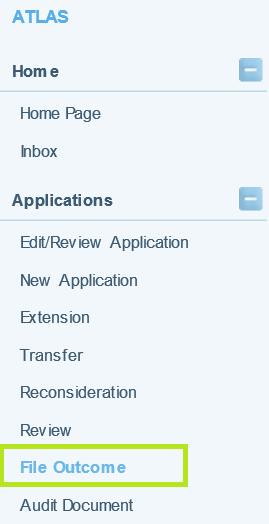 ATLAS
Home
Home Page
Inbox
Applications
Edit/Review Application
New Application
Extension
Transfer
Reconsideration
Review
File Outcome
Audit Document